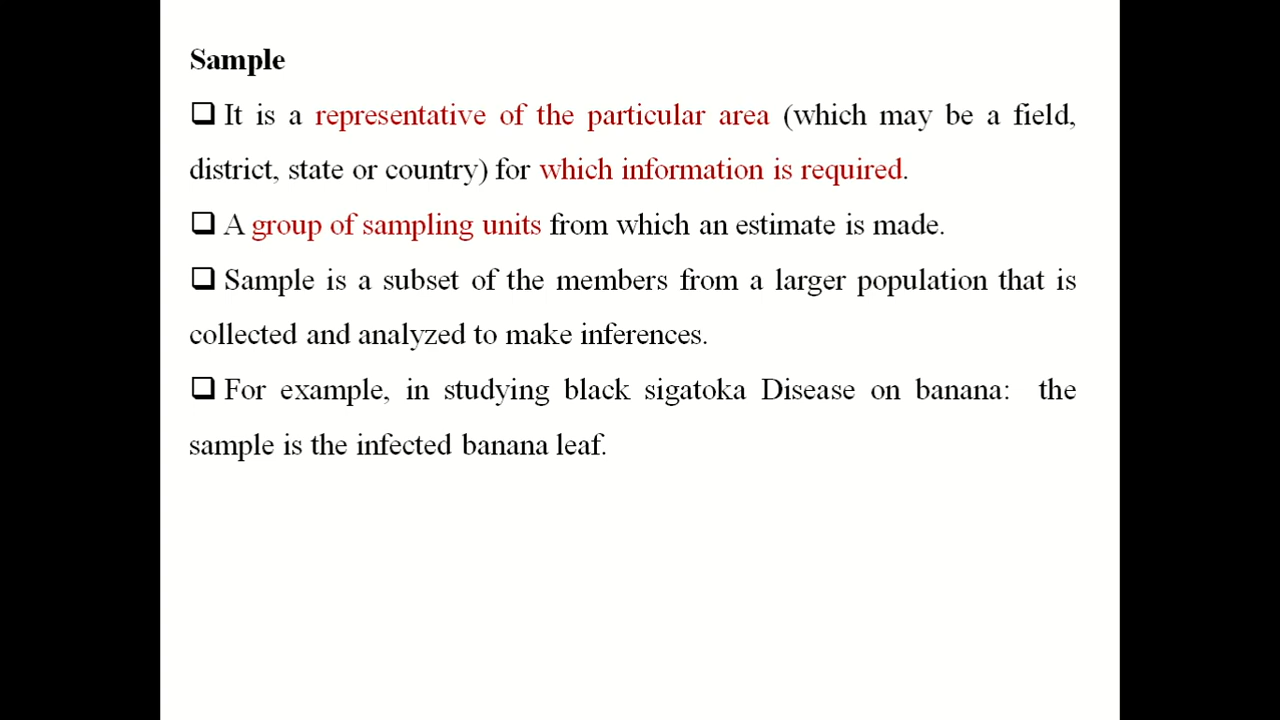 Sample
❑ It is a representative of the particular area (which may be a field,
district, state or country) for which information is required.
❑ A group of sampling units from which an estimate is made.
❑ Sample is a subset of the members from a larger population that is
collected and analyzed to make inferences.
❑ For example, in studying black sigatoka Disease on banana: the
sample is the infected banana leaf.